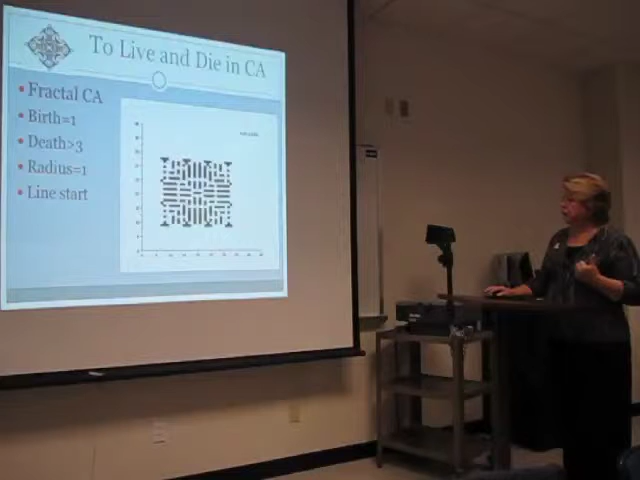 To Live and Die in CA
Fractal CA
Birth=1
Death>3
Radius=1
Line start